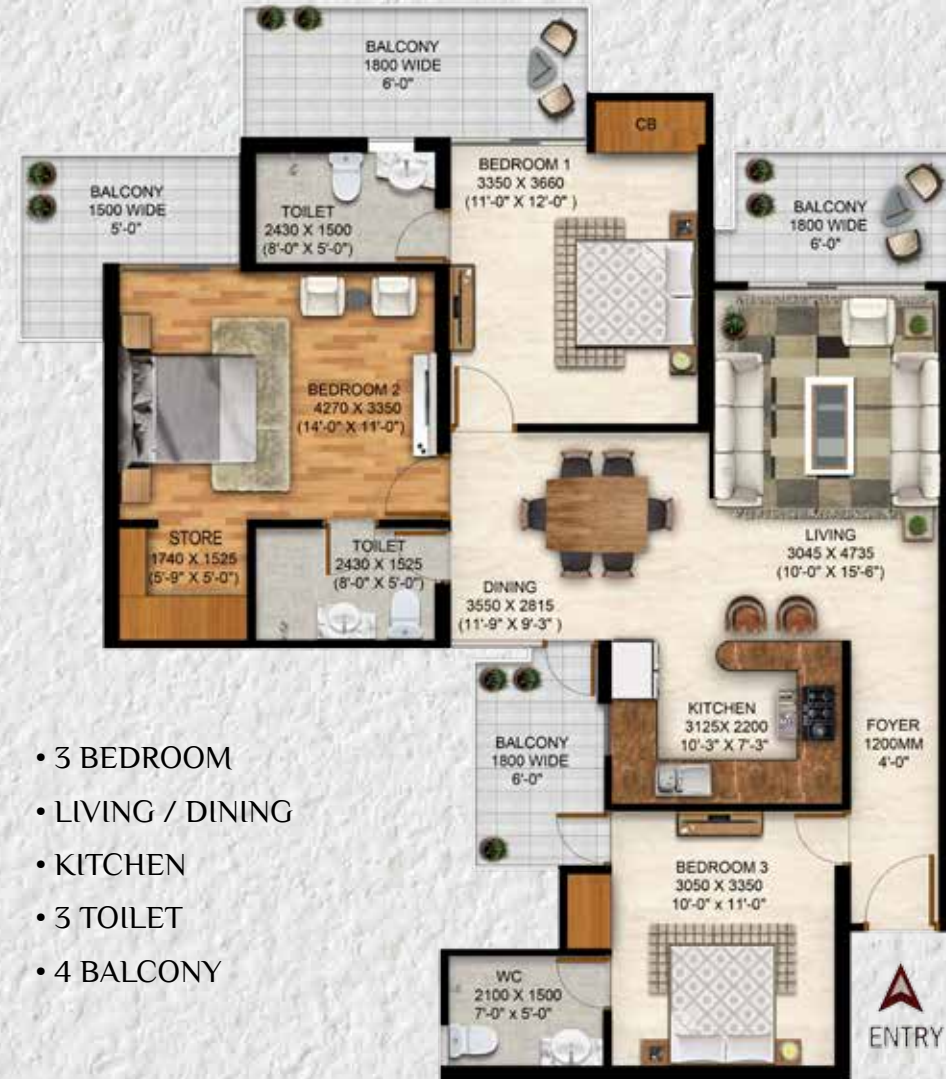 BALCONY
1800 WIDE
6'-0"
CB
BEDROOM 1
3350 X 3660
(11'-0" X 12'-0" )
BALCONY
1500 WIDE
5'-0"
TOILET
2430 X 1500
(8'-0" X 5'-0")
BALCONY
1800 WIDE
6'-0"
BEDROOM 2
4270 X 3350
(14'-0" X 11'-0")
STORE
1740 X 1525
(5'-9" X 5'-0")
TOILET
2430 X 1525
(8'-0" X 5'-0")
DINING
3550 X 2815
(11'-9" X 9'-3" )
LIVING
3045 X 4735
(10'-0" X 15'-6")
BALCONY
1800 WIDE
6'-0"
KITCHEN
3125X 2200
10'-3" X 7'-3"
FOYER
1200MM
4'-0"
• 3 BEDROOM
• LIVING / DINING
• KITCHEN
• 3 TOILET
• 4 BALCONY
BEDROOM 3
3050 X 3350
10'-0" x 11'-0"
WC
2100 X 1500
7'-0" x 5'-0"
ENTRY